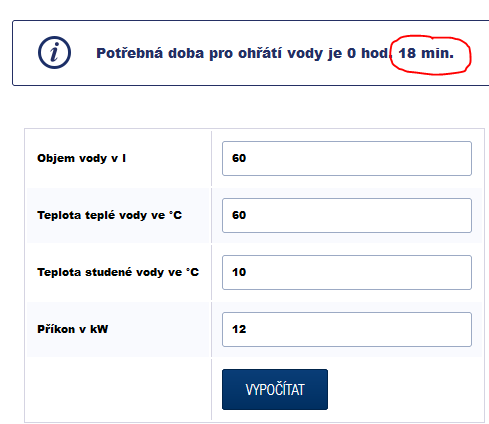 i
Potřebná doba pro ohřátí vody je 0 hod. 18 min.
Objem vody v l
60
Teplota teplé vody ve °C
60
Teplota studené vody ve °C
10
Příkon v kW
12
VYPOČÍTAT